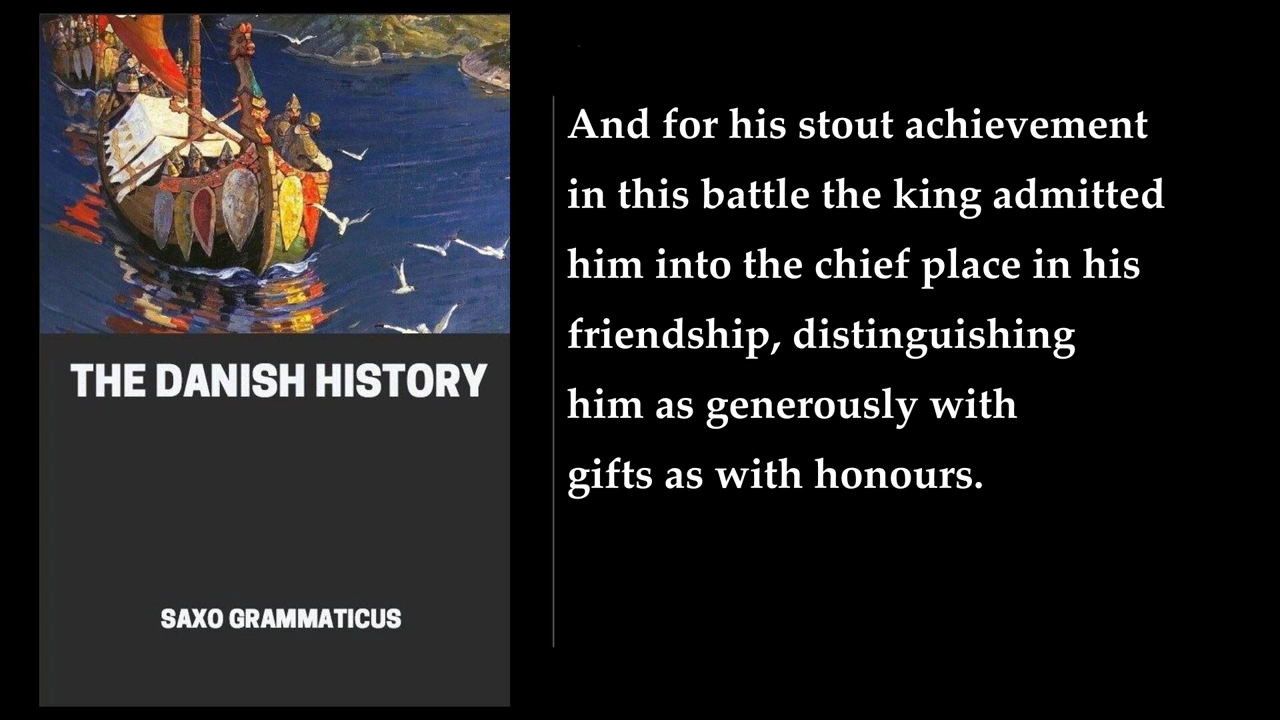 THE DANISH HISTORY
SAXO GRAMMATICUS
And for his stout achievement
in this battle the king admitted
him into the chief place in his
friendship, distinguishing
him as generously with
gifts as with honours.